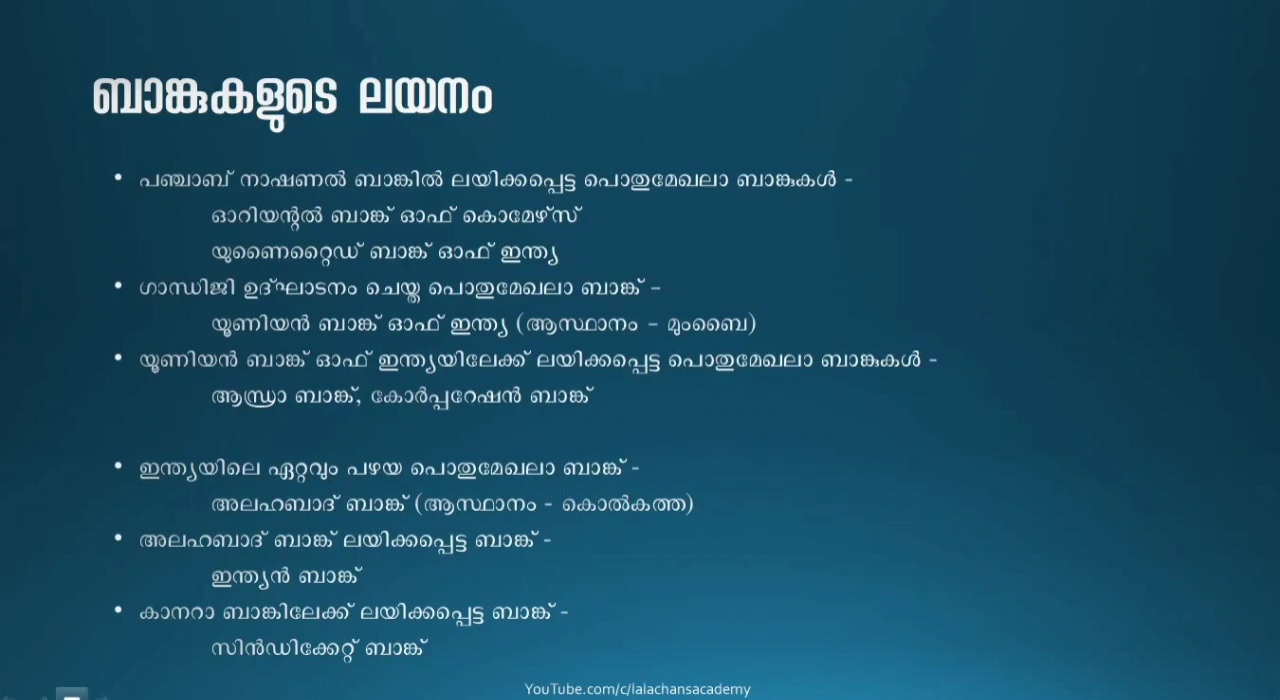 ബാങ്കുകളുടെ ലയനം
• പഞ്ചാബ് നാഷണൽ ബാങ്കിൽ ലയിക്കപ്പെട്ട പൊതുമേഖലാ ബാങ്കുകൾ -
ഓറിയന്റൽ ബാങ്ക് ഓഫ് കൊമേഴ്സ്
യുണൈറ്റൈഡ് ബാങ്ക് ഓഫ് ഇന്ത്യ
• ഗാന്ധിജി ഉദ്ഘാടനം ചെയ്ത പൊതുമേഖലാ ബാങ്ക് -
യൂണിയൻ ബാങ്ക് ഓഫ് ഇന്ത്യ (ആസ്ഥാനം - മുംബൈ)
• യൂണിയൻ ബാങ്ക് ഓഫ് ഇന്ത്യയിലേക്ക് ലയിക്കപ്പെട്ട പൊതുമേഖലാ ബാങ്കുകൾ -
ആന്ധ്രാ ബാങ്ക്, കോർപ്പറേഷൻ ബാങ്ക്
• ഇന്ത്യയിലെ ഏറ്റവും പഴയ പൊതുമേഖലാ ബാങ്ക് -
അലഹബാദ് ബാങ്ക് (ആസ്ഥാനം - കൊൽകത്ത)
• അലഹബാദ് ബാങ്ക് ലയിക്കപ്പെട്ട ബാങ്ക് -
ഇന്ത്യൻ ബാങ്ക്
• കാനറാ ബാങ്കിലേക്ക് ലയിക്കപ്പെട്ട ബാങ്ക് -
സിൻഡിക്കേറ്റ് ബാങ്ക്
YouTube.com/c/lalachansacademy